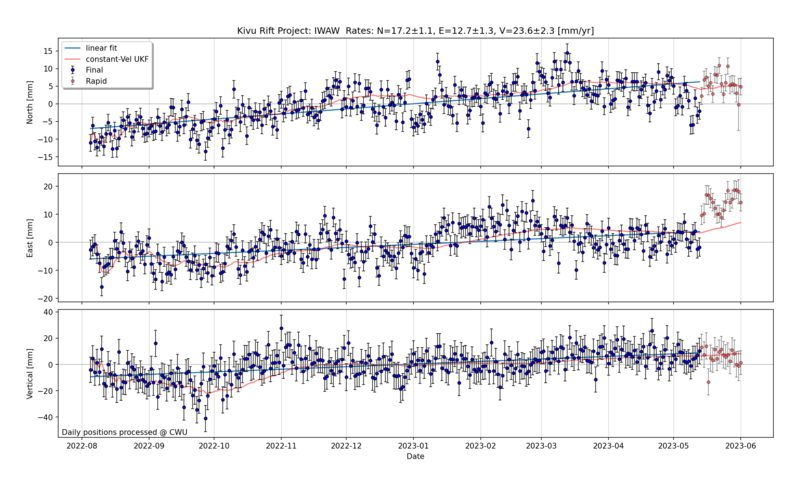 Kivu Rift Project: IWAW Rates: N=17.2±1.1, E=12.7±1.3, V=23.6±2.3 [mm/yr]
linear fit
constant-Vel UKF
Final
Rapid
North [mm]
15
10
5
0
−5
−10
−15
East [mm]
20
10
0
−10
−20
Vertical [mm]
40
20
0
−20
−40
Daily positions processed @ CWU
2022-08 2022-09 2022-10 2022-11 2022-12 2023-01 2023-02 2023-03 2023-04 2023-05 2023-06
Date